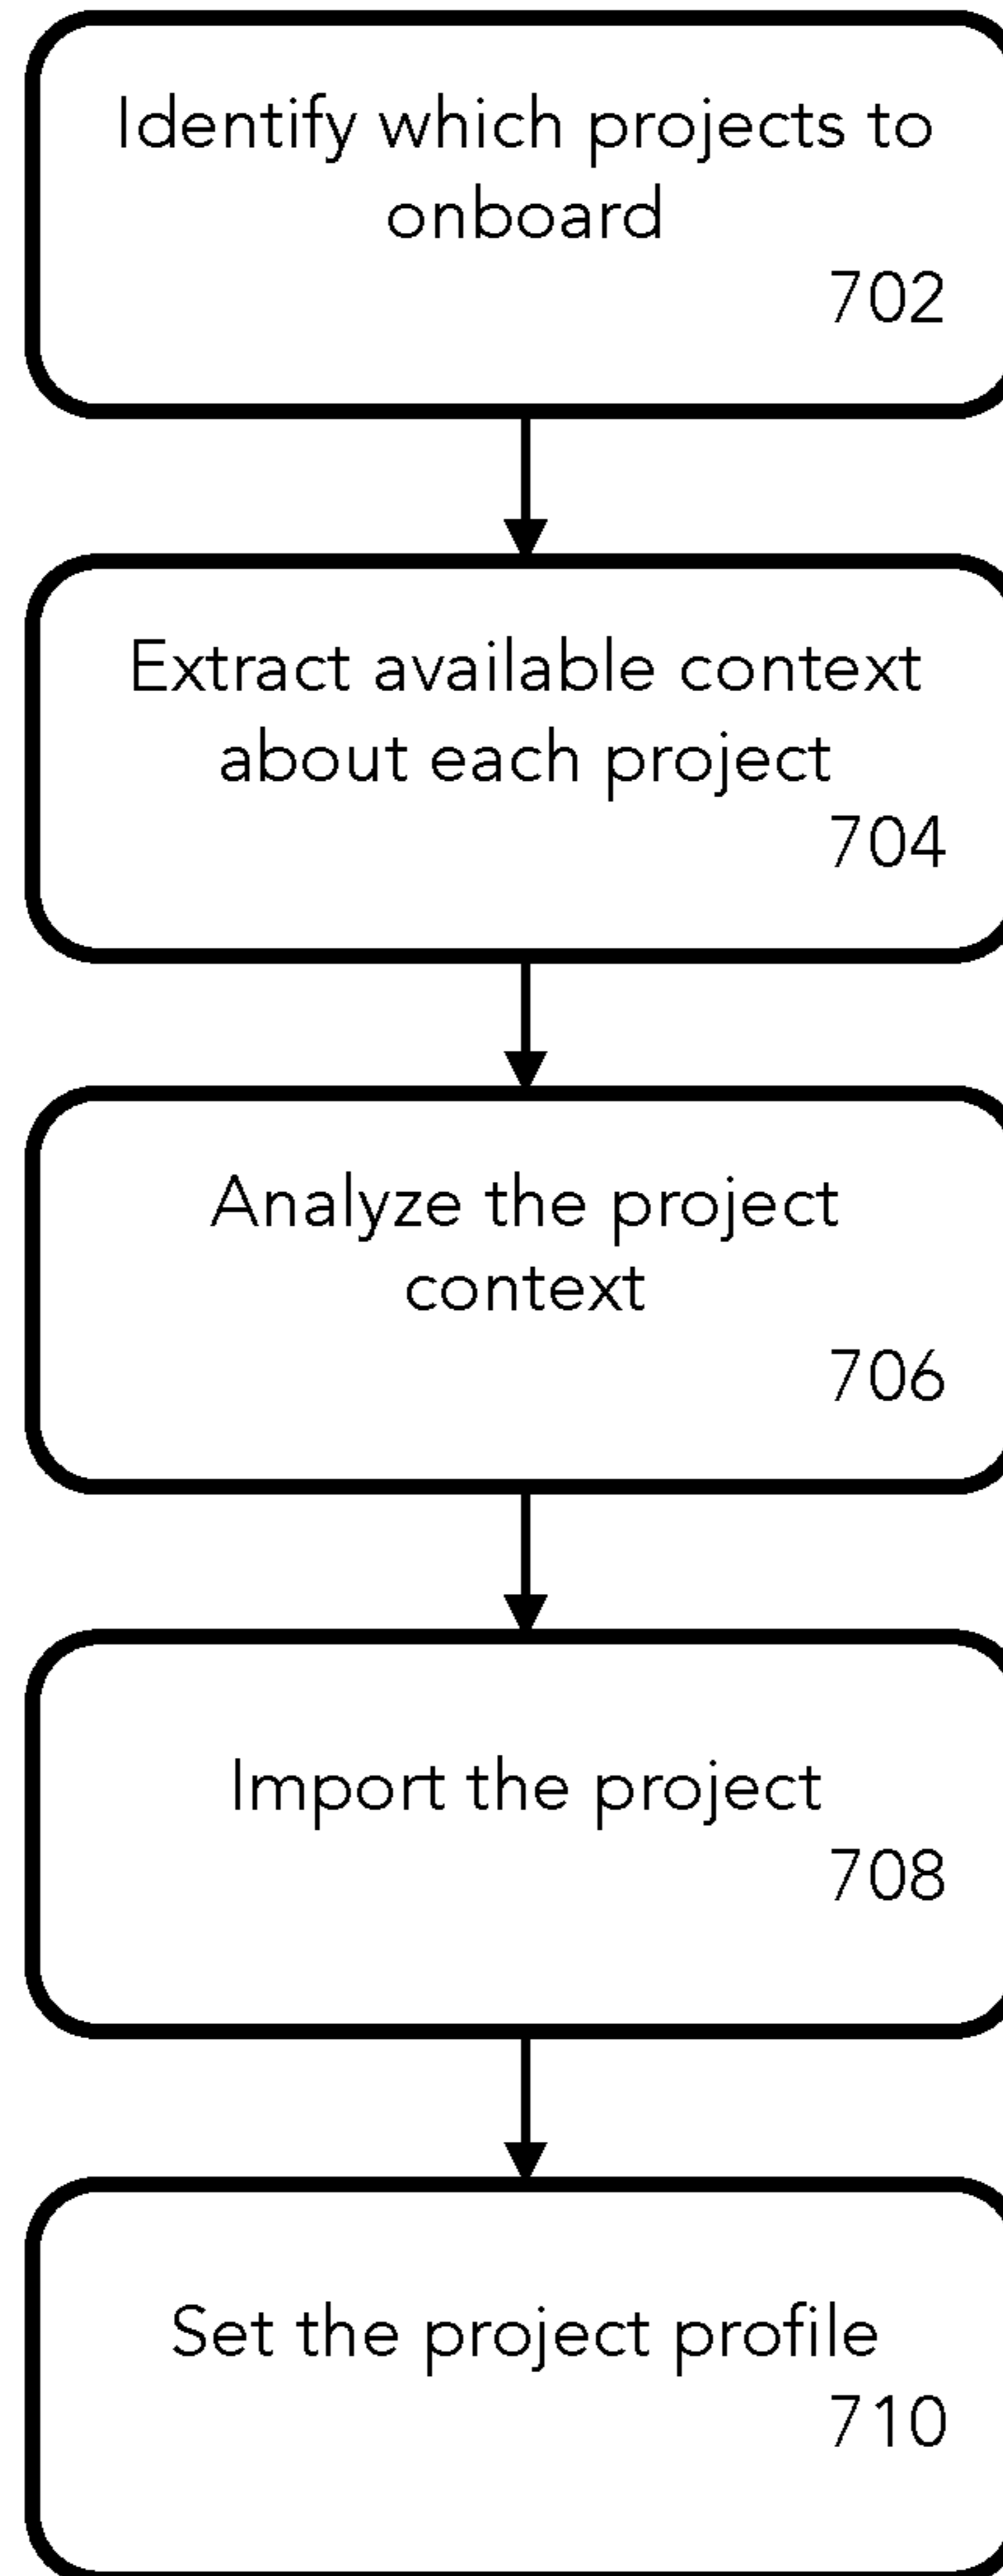 Identify which projects to
onboard
702
Extract available context
about each project
704
Analyze the project
context
706
Import the project
708
Set the project profile
710